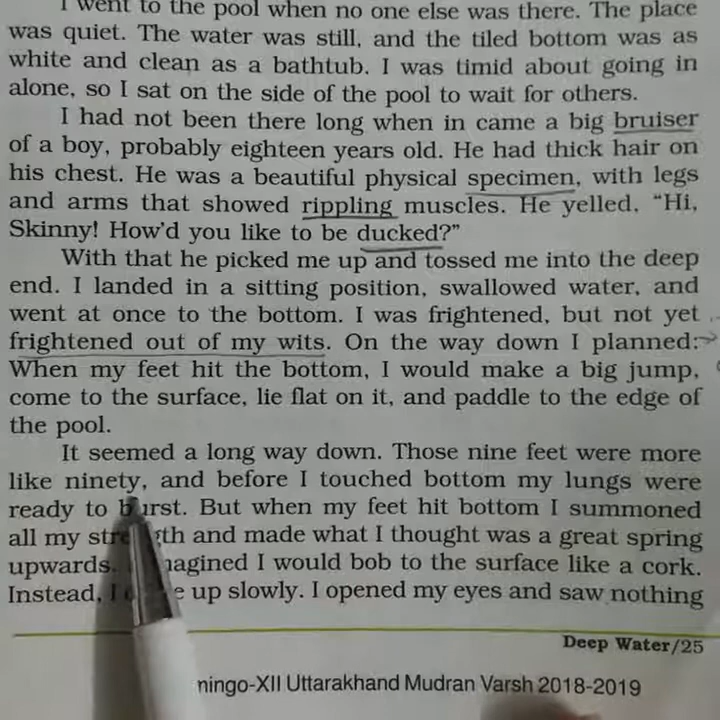 I went to the pool when no one else was there. The place
was quiet. The water was still, and the tiled bottom was as
white and clean as a bathtub. I was timid about going in
alone, so I sat on the side of the pool to wait for others.
I had not been there long when in came a big bruiser
of a boy, probably eighteen years old. He had thick hair on
his chest. He was a beautiful physical specimen, with legs
and arms that showed rippling muscles. He yelled, “Hi,
Skinny! How’d you like to be ducked?”
With that he picked me up and tossed me into the deep
end. I landed in a sitting position, swallowed water, and
went at once to the bottom. I was frightened, but not yet
frightened out of my wits. On the way down I planned:
When my feet hit the bottom, I would make a big jump,
come to the surface, lie flat on it, and paddle to the edge of
the pool.
It seemed a long way down. Those nine feet were more
like ninety, and before I touched bottom my lungs were
ready to burst. But when my feet hit bottom I summoned
all my strength and made what I thought was a great spring
upwards. imagined I would bob to the surface like a cork.
Instead, I up slowly. I opened my eyes and saw nothing
Deep Water/25
ningo-XII Uttarakhand Mudran Varsh 2018-2019